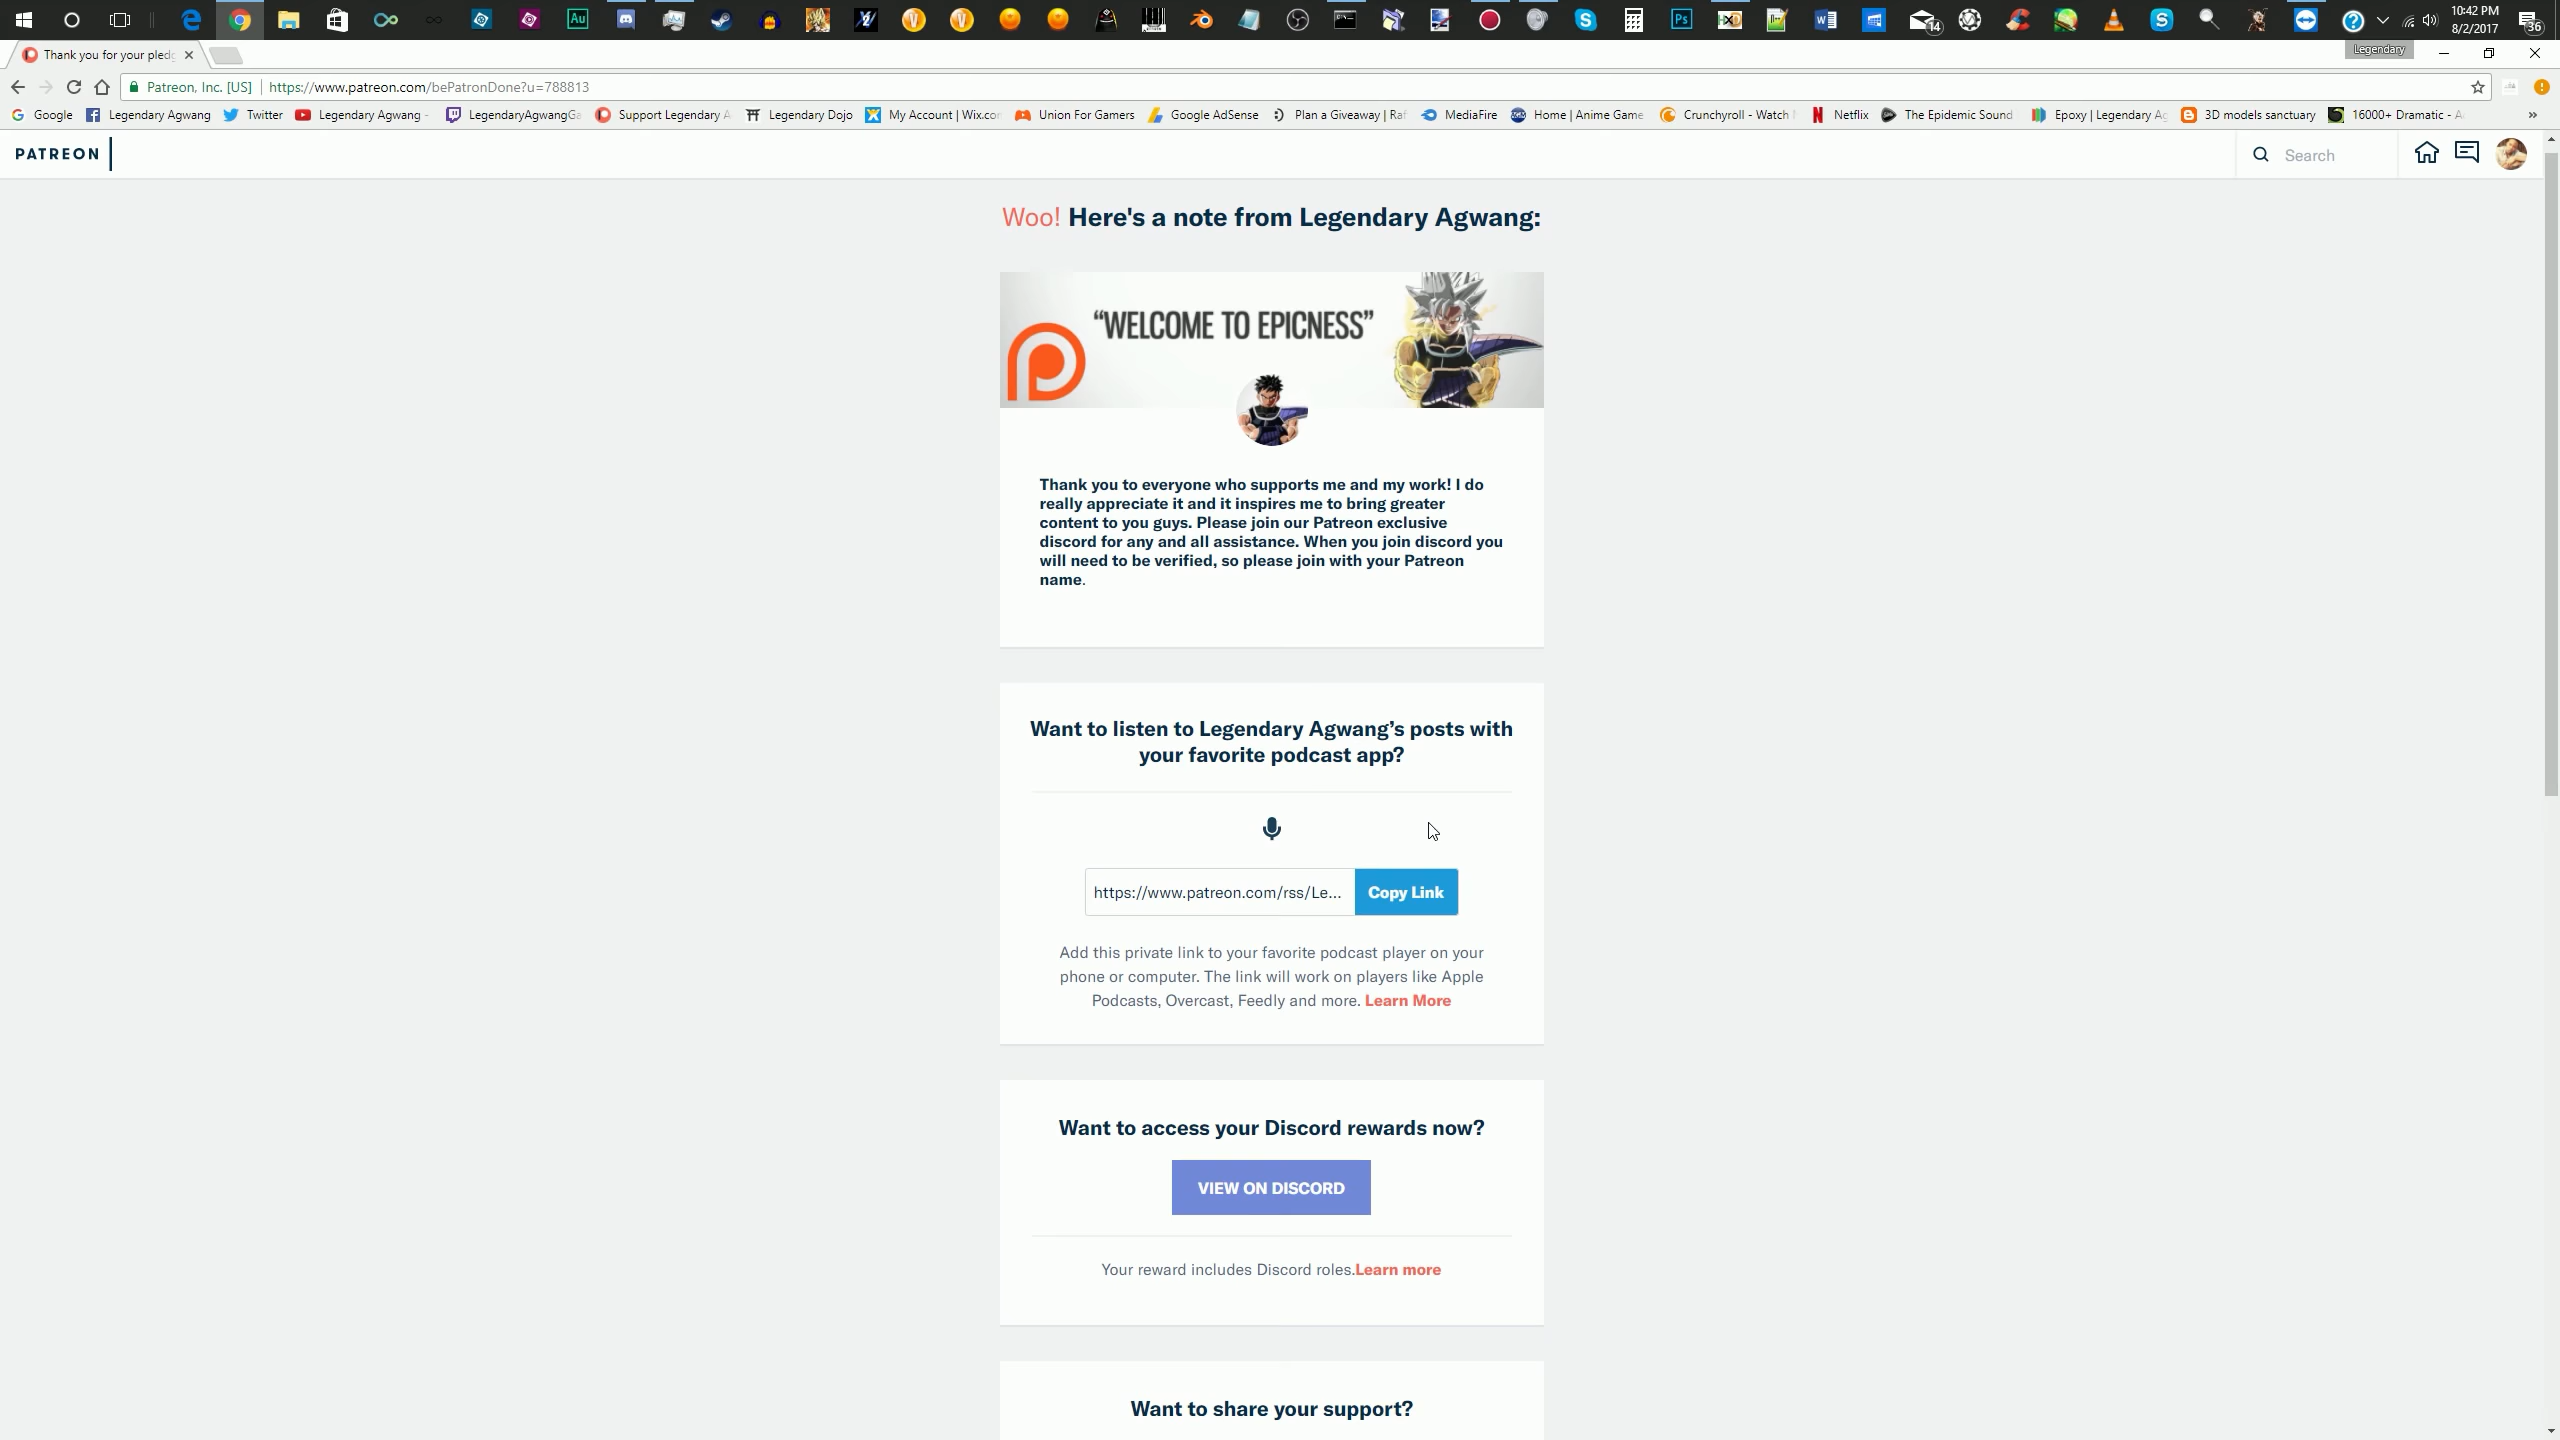 10:42 PM
8/2/2017
14
36
Legendary
Thank you for your pledg
Patreon, Inc. [US] https://www.patreon.com/bePatronDone?u=788813
Google Legendary Agwang Twitter Legendary Agwang - LegendaryAgwangGa Support Legendary A Legendary Dojo My Account | Wix.com Union For Gamers Google AdSense Plan a Giveaway | Raf MediaFire Home | Anime Game Crunchyroll - Watch Netflix The Epidemic Sound Epoxy | Legendary Ag 3D models sanctuary 16000+ Dramatic - A »
PATREON Search
Woo! Here's a note from Legendary Agwang:
“WELCOME TO EPICNESS”
Thank you to everyone who supports me and my work! I do
really appreciate it and it inspires me to bring greater
content to you guys. Please join our Patreon exclusive
discord for any and all assistance. When you join discord you
will need to be verified, so please join with your Patreon
name.
Want to listen to Legendary Agwang’s posts with
your favorite podcast app?
https://www.patreon.com/rss/Le... Copy Link
Add this private link to your favorite podcast player on your
phone or computer. The link will work on players like Apple
Podcasts, Overcast, Feedly and more. Learn More
Want to access your Discord rewards now?
VIEW ON DISCORD
Your reward includes Discord roles.Learn more
Want to share your support?